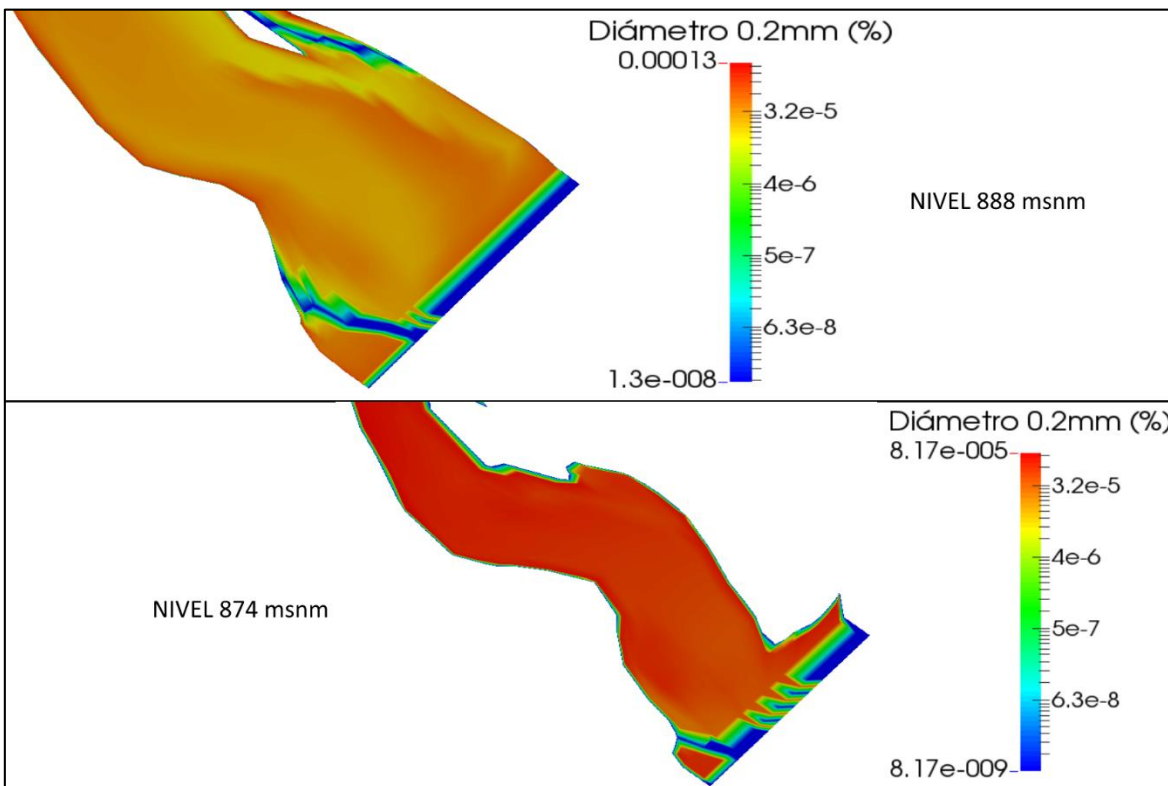 Diámetro 0.2mm (%)
0.00013
3.2e-5
4e-6
5e-7
6.3e-8
1.3e-008
NIVEL 888 msnm
Diámetro 0.2mm (%)
8.17e-005
3.2e-5
4e-6
5e-7
6.3e-8
8.17e-009
NIVEL 874 msnm